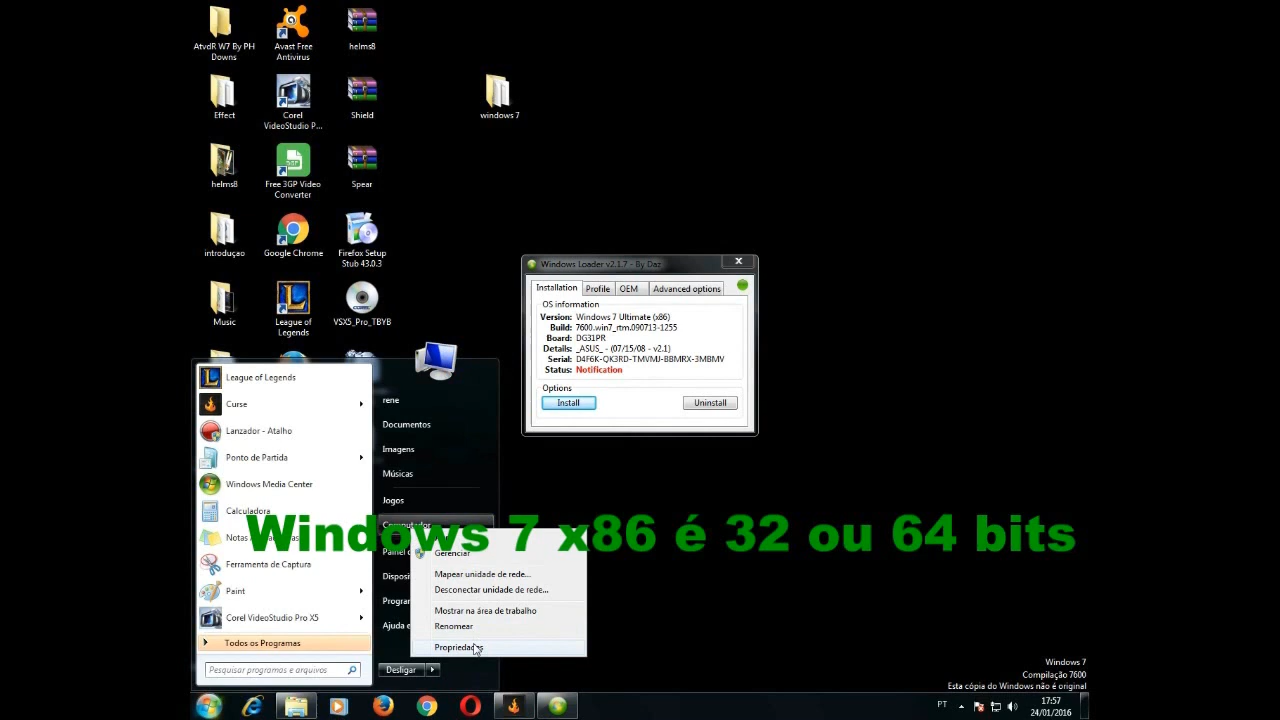 AtvdR W7 By PH
Downs
Avast Free
Antivirus
helms8
Effect
Corel
VideoStudio P...
Shield
windows 7
helms8
Free 3GP Video
Converter
Spear
introduçao
Google Chrome
Firefox Setup
Stub 43.0.3
Music
League of
Legends
VSX5_Pro_TBYB
Windows Loader v2.1.7 - By Daz
Installation
Profile
OEM
Advanced options
OS information
Version: Windows 7 Ultimate (x86)
Build: 7600.win7_rtm.090713-1255
Board: DG31PR
Details: _ASUS_ - (07/15/08 - v2.1)
Serial: D4F6K-QK3RD-TMVMJ-BBMRX-3MBMV
Status: Notification
Options
Install
Uninstall
League of Legends
Curse
Lanzador - Atalho
Ponto de Partida
Windows Media Center
Calculadora
Notas
Ferramenta de Captura
Paint
Corel VideoStudio Pro X5
Todos os Programas
Pesquisar programas e arquivos
rene
Documentos
Imagens
Músicas
Jogos
Computador
Painel
Ajuda e
Desligar
Gerenciar
Mapear unidade de rede...
Desconectar unidade de rede...
Mostrar na área de trabalho
Renomear
Propriedades
Windows 7 x86 é 32 ou 64 bits
Windows 7
Compilação 7600
Esta cópia do Windows não é original
PT
17:57
24/01/2016